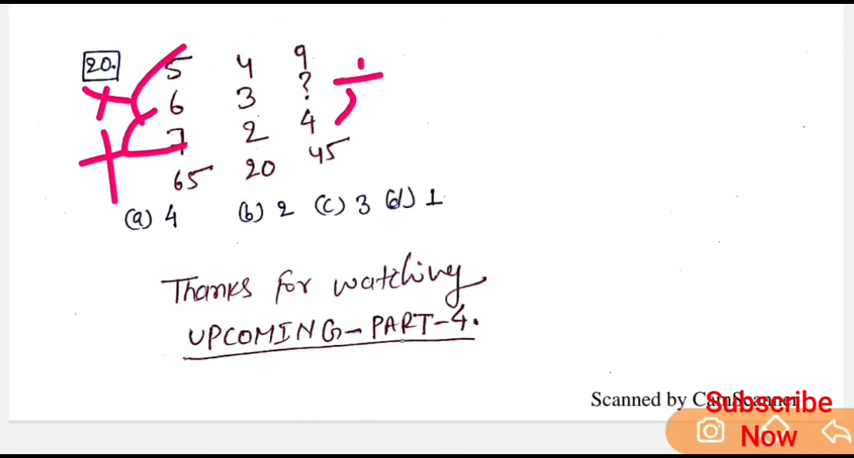 20. 5 4 9
6 3 ?
7 2 4
65 20 45
(a) 4 (b) 2 (c) 3 (d) 1
Thanks for watching
UPCOMING - PART-4.
Scanned by CamScanner
Subscribe
Now